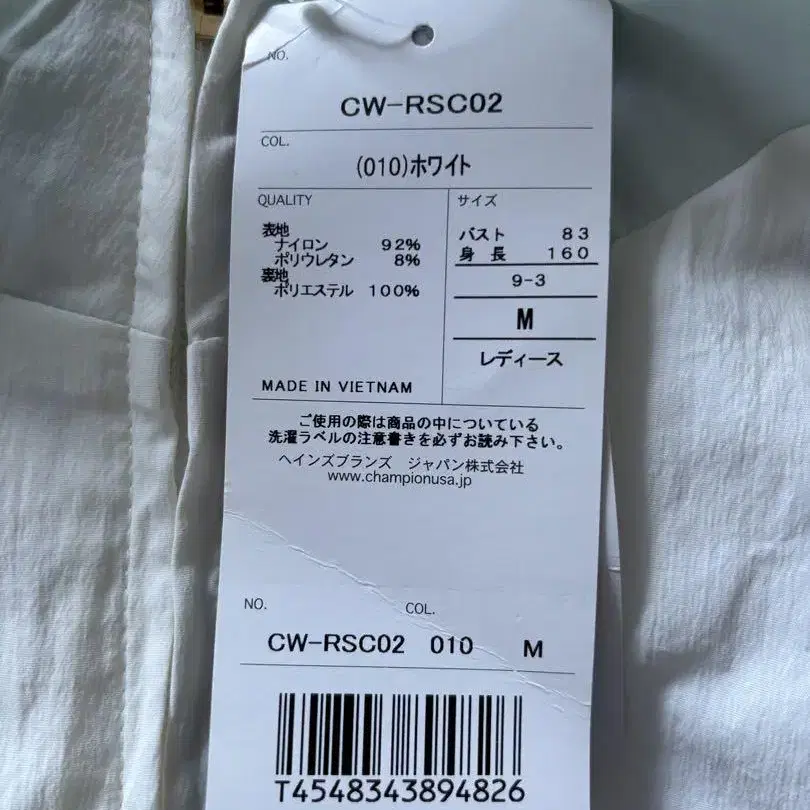 NO.
CW-RSC02
COL.
(010)ホワイト
QUALITY
表地
ナイロン 92%
ポリウレタン 8%
裏地
ポリエステル 100%
MADE IN VIETNAM
サイズ
バスト 83
身 長 160
9-3
M
レディース
ご使用の際は商品の中についている
洗濯ラベルの注意書きを必ずお読み下さい。
ヘインズブランズ ジャパン株式会社
www.championusa.jp
NO. COL.
CW-RSC02 010 M
T4548343894826